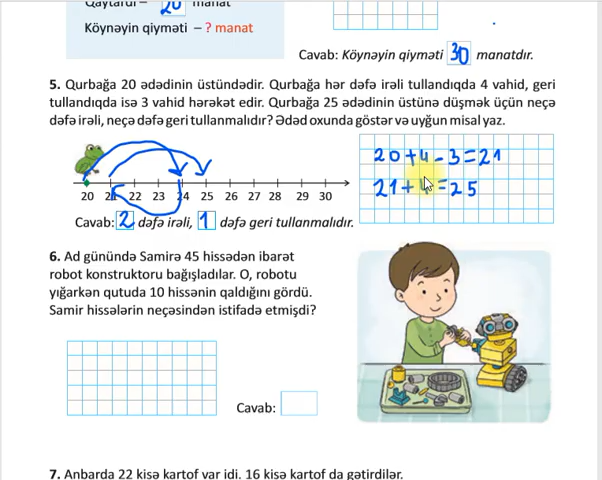 Qaytardı – 20 manat
Köynəyin qiyməti – ? manat
Cavab: Köynəyin qiyməti 30 manatdır.
5. Qurbağa 20 ədədinin üstündədir. Qurbağa hər dəfə irəli tullandıqda 4 vahid, geri
tullandıqda isə 3 vahid hərəkət edir. Qurbağa 25 ədədinin üstünə düşmək üçün neçə
dəfə irəli, neçə dəfə geri tullanmalıdır? Ədəd oxunda göstər və uyğun misal yaz.
20 + 4 - 3 = 21
20 21 22 23 24 25 26 27 28 29 30
21 + = 25
Cavab: 2 dəfə irəli, 1 dəfə geri tullanmalıdır.
6. Ad günündə Samirə 45 hissədən ibarət
robot konstruktoru bağışladılar. O, robotu
yığarkən qutuda 10 hissənin qaldığını gördü.
Samir hissələrin neçəsindən istifadə etmişdi?
Cavab:
7. Anbarda 22 kisə kartof var idi. 16 kisə kartof da gətirdilər.